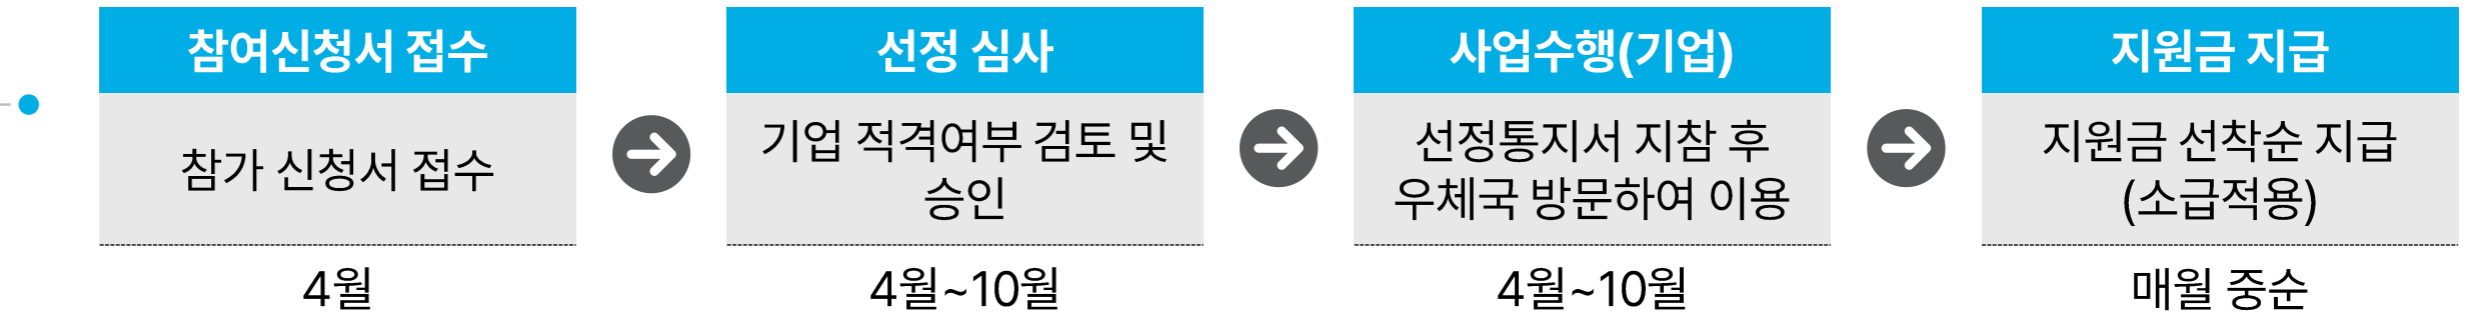 참여신청서 접수
참가 신청서 접수
4월
선정 심사
기업 적격여부 검토 및
승인
4월~10월
사업수행(기업)
선정통지서 지참 후
우체국 방문하여 이용
4월~10월
지원금 지급
지원금 선착순 지급
(소급적용)
매월 중순